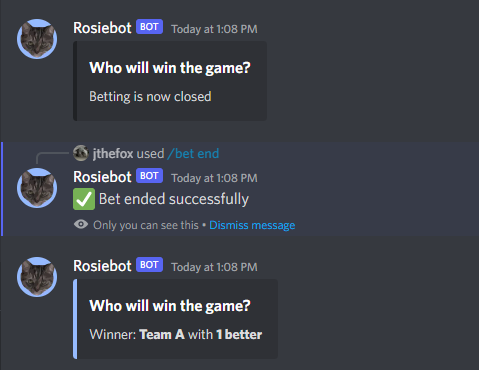 Rosiebot BOT Today at 1:08 PM
Who will win the game?
Betting is now closed
jthefox used /bet end
Rosiebot BOT Today at 1:08 PM
✅ Bet ended successfully
Only you can see this • Dismiss message
Rosiebot BOT Today at 1:08 PM
Who will win the game?
Winner: Team A with 1 better